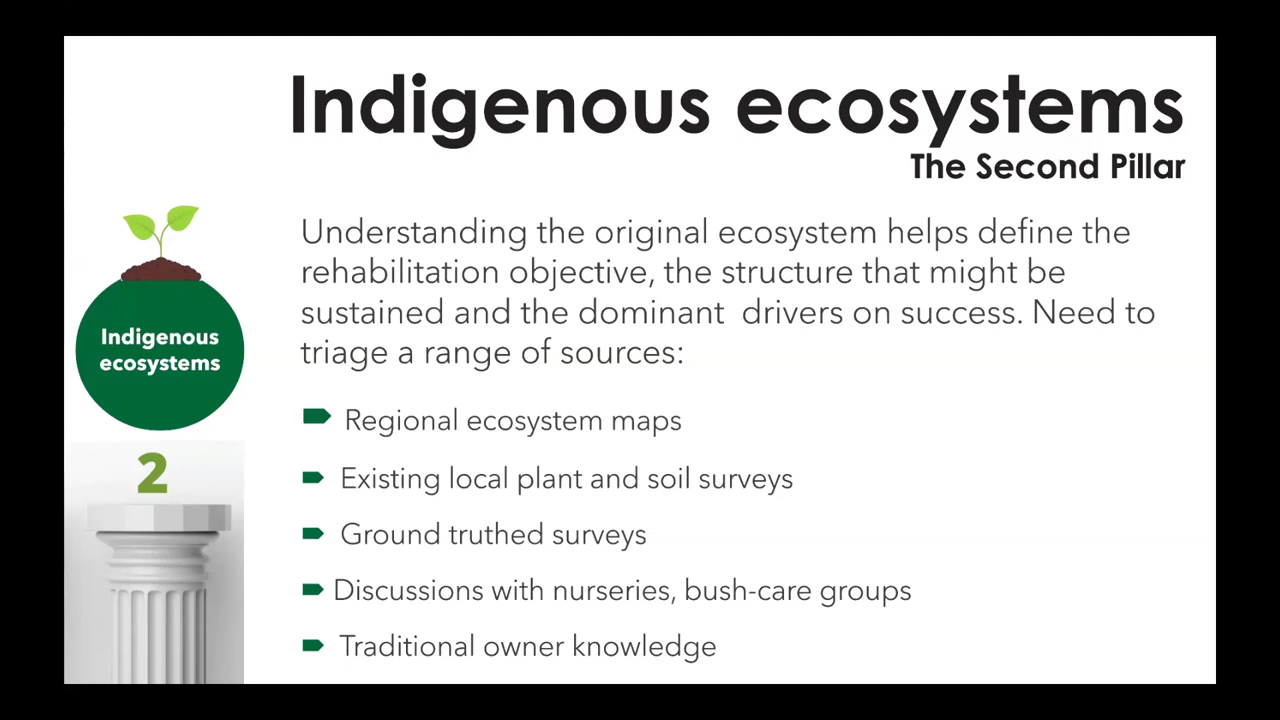 Indigenous ecosystems
The Second Pillar
Understanding the original ecosystem helps define the
rehabilitation objective, the structure that might be
sustained and the dominant drivers on success. Need to
triage a range of sources:
Indigenous
ecosystems
2
Regional ecosystem maps
Existing local plant and soil surveys
Ground truthed surveys
Discussions with nurseries, bush-care groups
Traditional owner knowledge